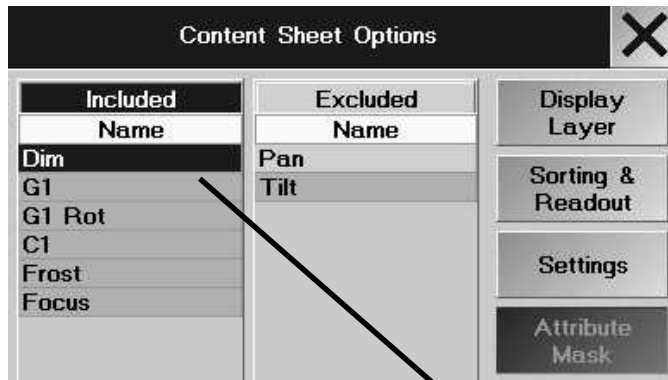 Content Sheet Options
Included
Name
Dim
G1
G1 Rot
C1
Frost
Focus
Excluded
Name
Pan
Tilt
Display
Layer
Sorting &
Readout
Settings
Attribute
Mask